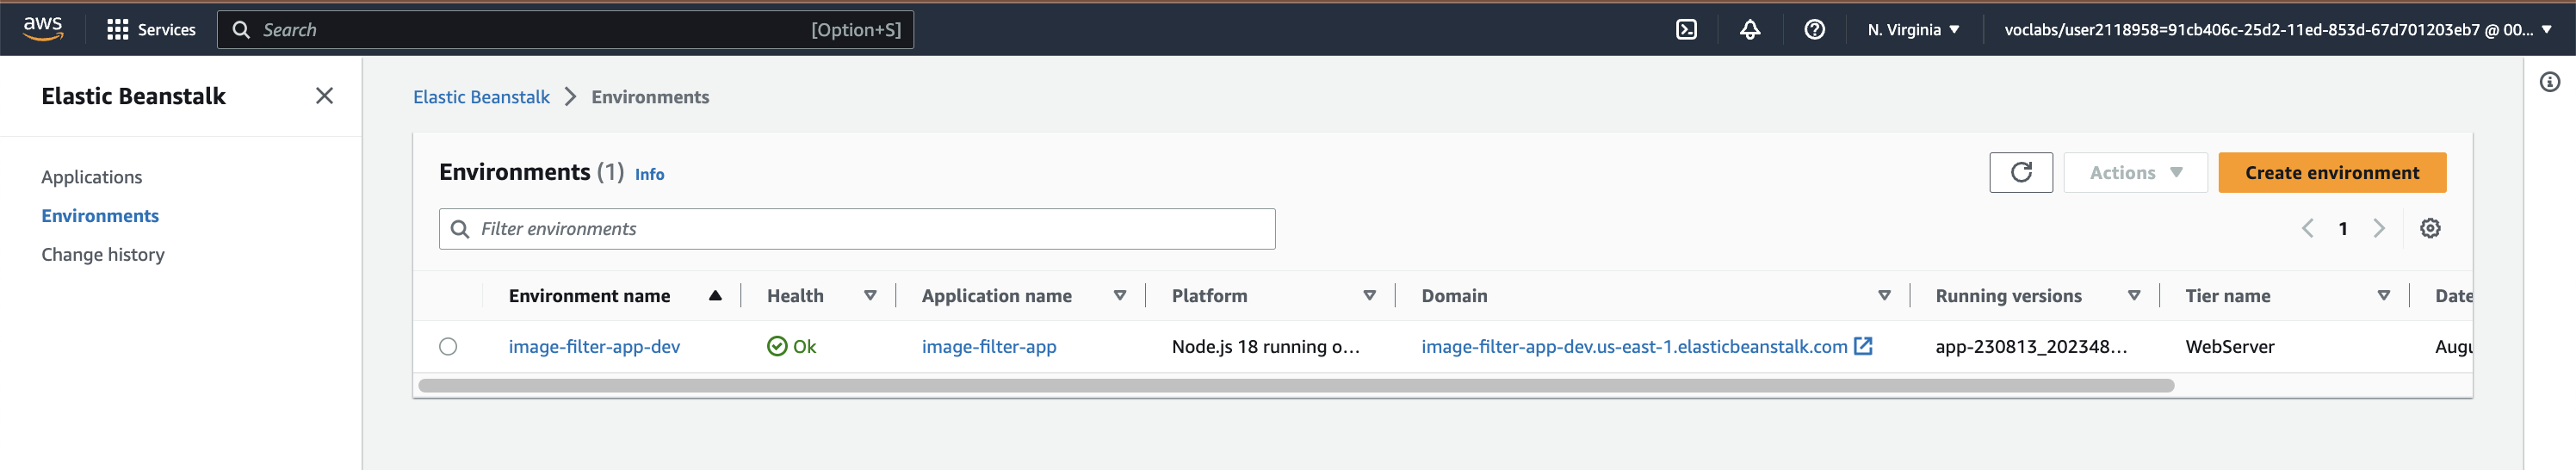 aws
Services
Search
[Option+S]
N. Virginia
voclabs/user2118958=91cb406c-25d2-11ed-853d-67d701203eb7 @ 00...
Elastic Beanstalk
Applications
Environments
Change history
Elastic Beanstalk
Environments
Environments (1) Info
Actions
Create environment
Filter environments
1
Environment name
Health
Application name
Platform
Domain
Running versions
Tier name
Date
image-filter-app-dev
Ok
image-filter-app
Node.js 18 running o...
image-filter-app-dev.us-east-1.elasticbeanstalk.com
app-230813_202348...
WebServer
Augu